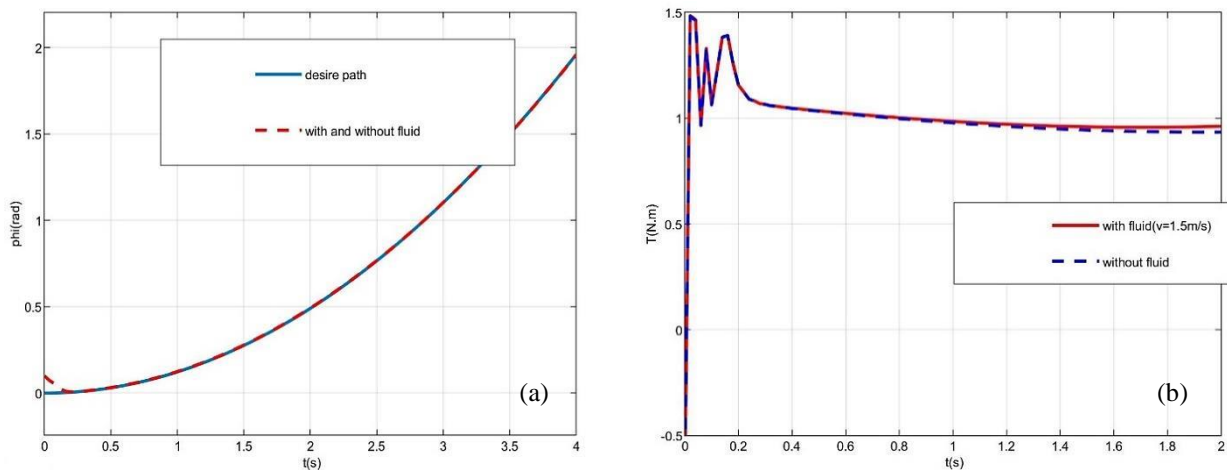 2
1.5
1
0.5
0
phi(rad)
desire path
with and without fluid
(a)
0 0.5 1 1.5 2 2.5 3 3.5 4
t(s)
1.5
1
0.5
0
-0.5
T(N.m)
with fluid(v=1.5m/s)
without fluid
(b)
0 0.2 0.4 0.6 0.8 1 1.2 1.4 1.6 1.8 2
t(s)